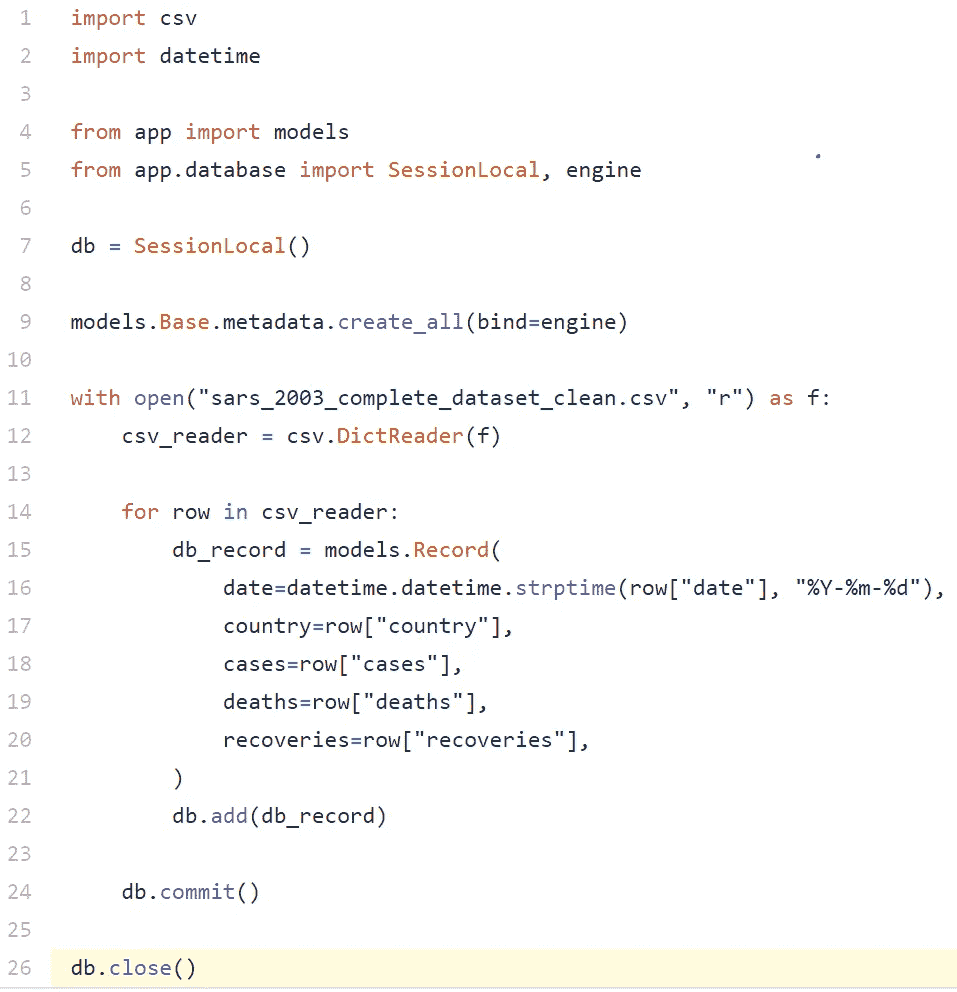 1 import csv
2 import datetime
3
4 from app import models
5 from app.database import SessionLocal, engine
6
7 db = SessionLocal()
8
9 models.Base.metadata.create_all(bind=engine)
10
11 with open("sars_2003_complete_dataset_clean.csv", "r") as f:
12     csv_reader = csv.DictReader(f)
13
14     for row in csv_reader:
15         db_record = models.Record(
16             date=datetime.datetime.strptime(row["date"], "%Y-%m-%d"),
17             country=row["country"],
18             cases=row["cases"],
19             deaths=row["deaths"],
20             recoveries=row["recoveries"],
21         )
22         db.add(db_record)
23
24     db.commit()
25
26 db.close()